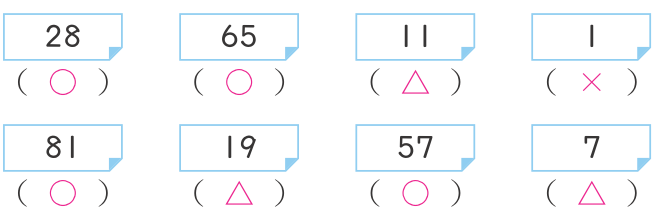 28 65 11 1
( ○ ) ( ○ ) ( △ ) ( × )
81 19 57 7
( ○ ) ( △ ) ( ○ ) ( △ )